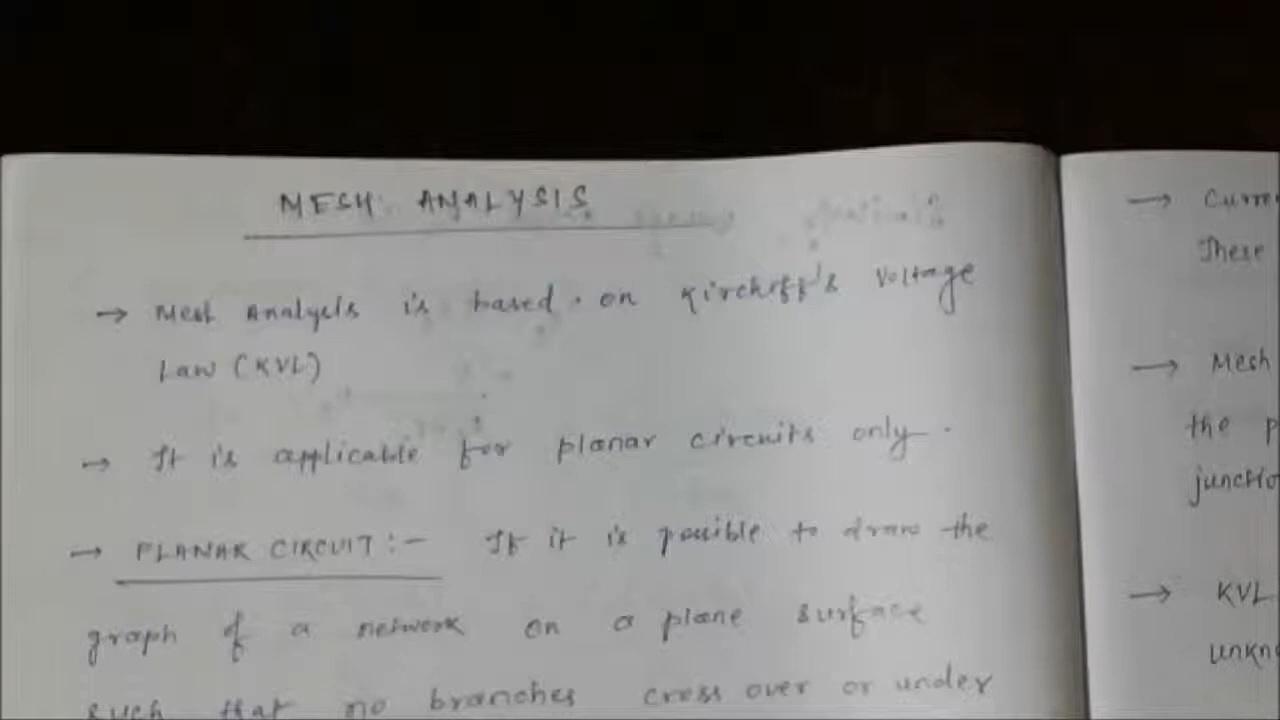 MESH ANALYSIS
→ Mesh Analysis is based on Kirchiff's Voltage
Law (KVL)
→ It is applicable for planar circuits only.
→ PLANAR CIRCUIT :- If it is possible to draw the
graph of a network on a plane surface
such that no branches cross over or under
→ Curre
These
→ Mesh
the p
junctio
→ KVL
unkno